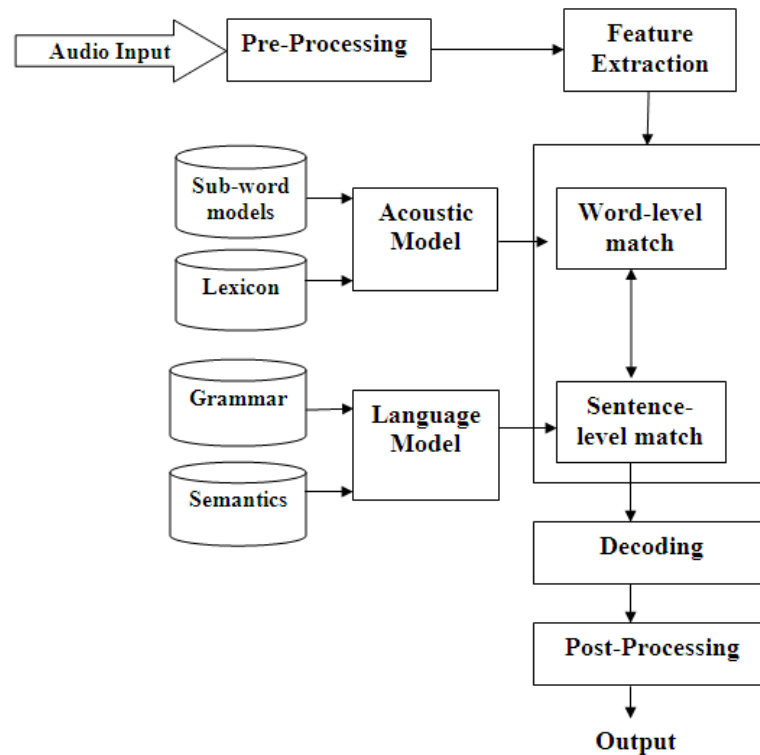 Audio Input
Pre-Processing
Feature
Extraction
Sub-word
models
Acoustic
Model
Word-level
match
Lexicon
Grammar
Language
Model
Sentence-
level match
Semantics
Decoding
Post-Processing
Output